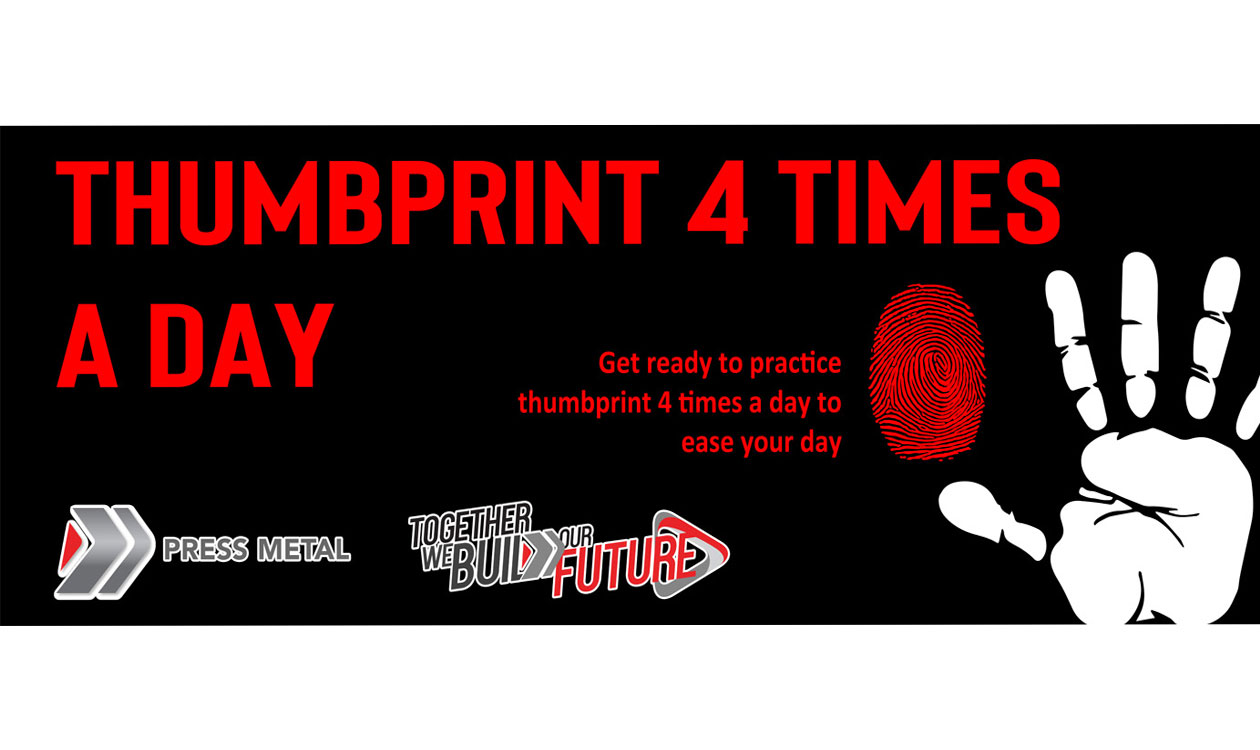 THUMBPRINT 4 TIMES
A DAY
Get ready to practice
thumbprint 4 times a day to
ease your day
PRESS METAL
TOGETHER
WE BUILD OUR
FUTURE